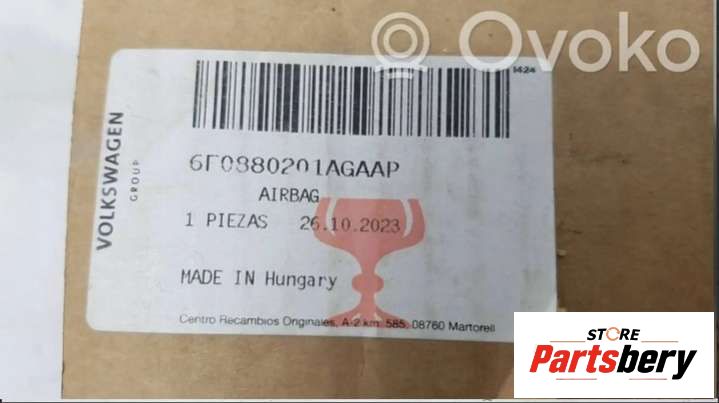 Ovoko
1424
VOLKSWAGEN
GROUP
6F0880201AGAAP
AIRBAG
1 PIEZAS 26.10.2023
MADE IN Hungary
Centro Recambios Originales, A-2 km. 585, 08760 Martorell
STORE
Partsbery